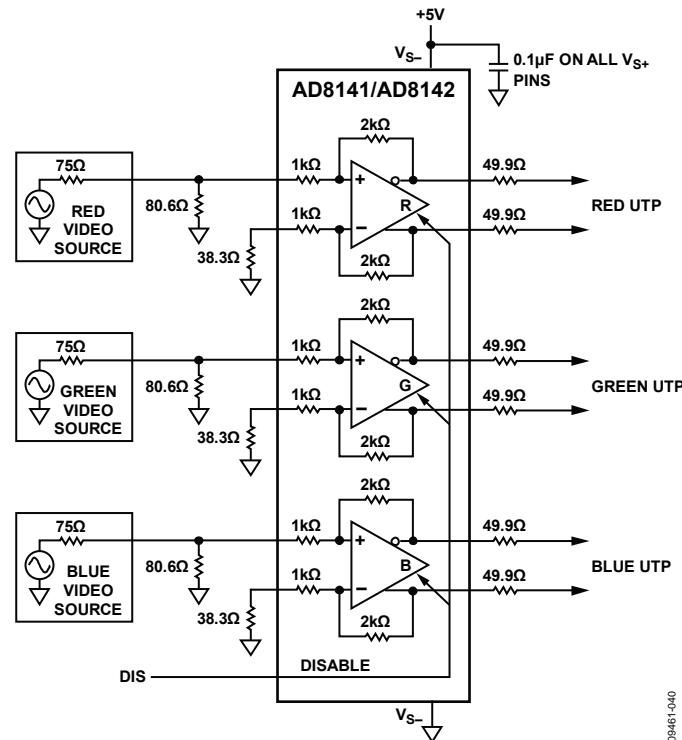 +5V
VS–
0.1µF ON ALL VS+
PINS
AD8141/AD8142
2kΩ
75Ω
1kΩ
49.9Ω
+
R
RED UTP
RED
VIDEO
SOURCE
80.6Ω
1kΩ
49.9Ω
–
38.3Ω
2kΩ
2kΩ
75Ω
1kΩ
49.9Ω
+
G
GREEN UTP
GREEN
VIDEO
SOURCE
80.6Ω
1kΩ
49.9Ω
–
38.3Ω
2kΩ
2kΩ
75Ω
1kΩ
49.9Ω
+
B
BLUE UTP
BLUE
VIDEO
SOURCE
80.6Ω
1kΩ
49.9Ω
–
38.3Ω
2kΩ
DIS
DISABLE
VS–
09461-040